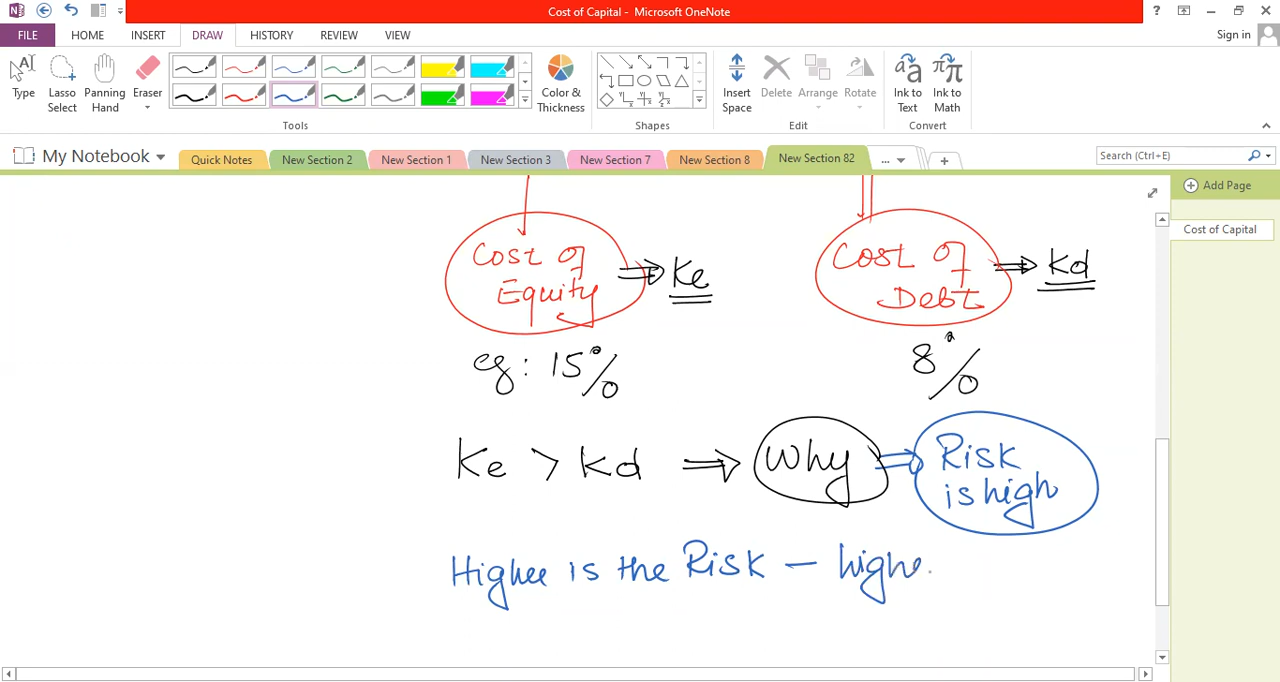 Cost of Capital - Microsoft OneNote
FILE HOME INSERT DRAW HISTORY REVIEW VIEW
Sign in
Type
Lasso Select
Panning Hand
Eraser
Color & Thickness
Insert Space
Delete
Arrange
Rotate
Ink to Text
Ink to Math
Tools
Shapes
Edit
Convert
My Notebook
Quick Notes
New Section 2
New Section 1
New Section 3
New Section 7
New Section 8
New Section 82
...
Search (Ctrl+E)
Add Page
Cost of Capital
Cost of
Equity
⇒ Ke
Cost of
Debt
⇒ Kd
eg: 15%
8%
Ke > Kd ⇒ Why ⇒ Risk
is high
Higher is the Risk – highe